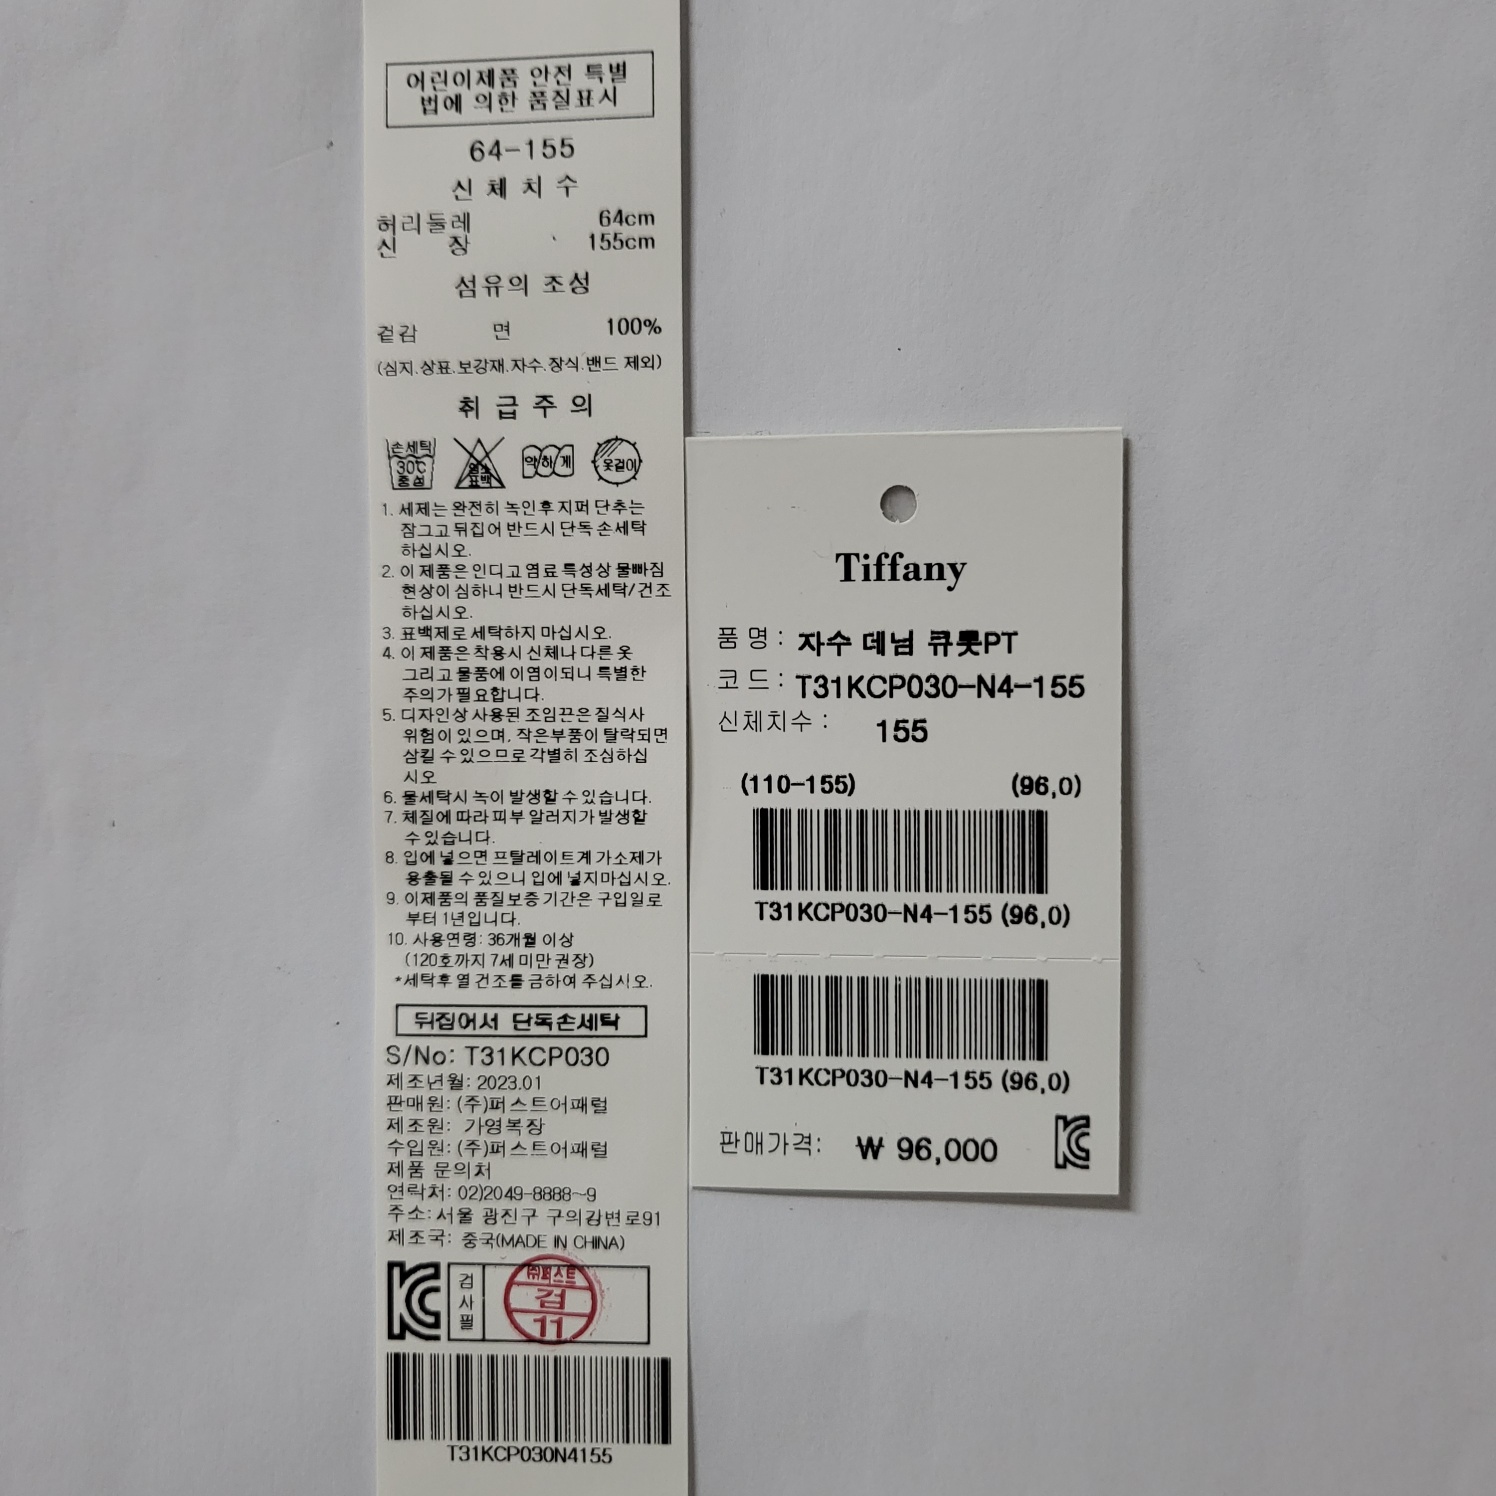 어린이제품 안전 특별
법에 의한 품질표시
64-155
신 체 치 수
허리둘레 64cm
신 장 155cm
섬유의 조성
겉감 면 100%
(심지.상표.보강재.자수.장식.밴드 제외)
취 급 주 의
손세탁
30℃
중성
염소
표백
약하게
옷걸이
1. 세제는 완전히 녹인후 지퍼 단추는
잠그고 뒤집어 반드시 단독 손세탁
하십시오.
2. 이 제품은 인디고 염료 특성상 물빠짐
현상이 심하니 반드시 단독세탁/건조
하십시오.
3. 표백제로 세탁하지 마십시오.
4. 이 제품은 착용시 신체나 다른 옷
그리고 물품에 이염이되니 특별한
주의가 필요합니다.
5. 디자인상 사용된 조임끈은 질식사
위험이 있으며, 작은부품이 탈락되면
삼킬 수 있으므로 각별히 조심하십
시오
6. 물세탁시 녹이 발생할 수 있습니다.
7. 체질에 따라 피부 알러지가 발생할
수 있습니다.
8. 입에 넣으면 프탈레이트계 가소제가
용출될 수 있으니 입에 넣지마십시오.
9. 이제품의 품질보증 기간은 구입일로
부터 1년입니다.
10. 사용연령: 36개월 이상
(120호까지 7세 미만 권장)
*세탁후 열 건조를 금하여 주십시오.
뒤집어서 단독손세탁
S/No: T31KCP030
제조년월: 2023.01
판매원: (주)퍼스트어패럴
제조원: 가영복장
수입원: (주)퍼스트어패럴
제품 문의처
연락처: 02)2049-8888~9
주소: 서울 광진구 구의강변로91
제조국: 중국(MADE IN CHINA)
검사필
㈜퍼스트
검
11
T31KCP030N4155
Tiffany
품 명 : 자수 데님 큐롯PT
코 드 : T31KCP030-N4-155
신체치수 : 155
(110-155) (96,0)
T31KCP030-N4-155 (96,0)
T31KCP030-N4-155 (96,0)
판매가격: ₩ 96,000